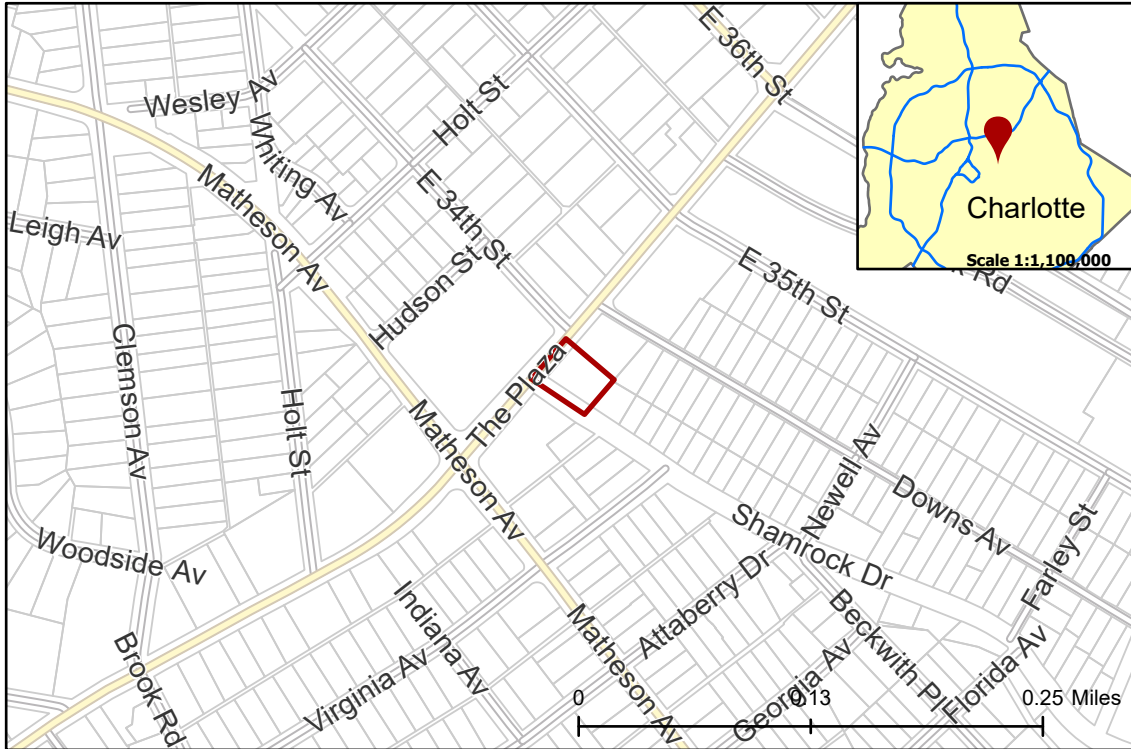 E 36th St
Wesley Av
Holt St
Whiting Av
Matheson Av
E 34th St
Leigh Av
Hudson St
E 35th St
k Rd
Charlotte
Scale 1:1,100,000
Clemson Av
Holt St
The Plaza
Matheson Av
Newell Av
Downs Av
Shamrock Dr
Farley St
Woodside Av
Attaberry Dr
Indiana Av
Matheson Av
Beckwith Pl
Florida Av
Georgia Av
Virginia Av
Brook Rd
0
0.13
0.25 Miles